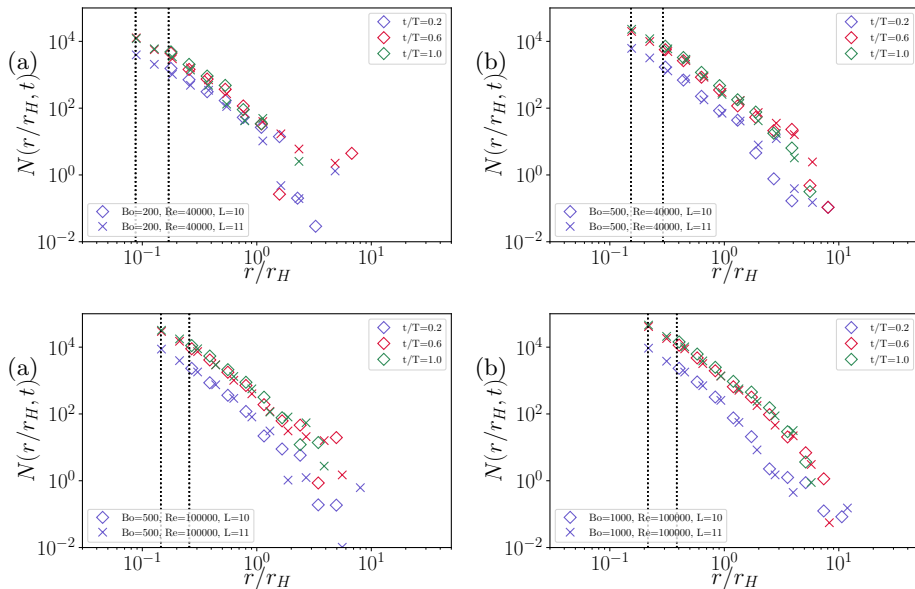 (a)
N(r/r_H, t)
10^4
10^2
10^0
10^{-2}
t/T=0.2
t/T=0.6
t/T=1.0
Bo=200, Re=40000, L=10
Bo=200, Re=40000, L=11
10^{-1} 10^0 10^1
r/r_H
(b)
N(r/r_H, t)
10^4
10^2
10^0
10^{-2}
t/T=0.2
t/T=0.6
t/T=1.0
Bo=500, Re=40000, L=10
Bo=500, Re=40000, L=11
10^{-1} 10^0 10^1
r/r_H
(a)
N(r/r_H, t)
10^4
10^2
10^0
10^{-2}
t/T=0.2
t/T=0.6
t/T=1.0
Bo=500, Re=100000, L=10
Bo=500, Re=100000, L=11
10^{-1} 10^0 10^1
r/r_H
(b)
N(r/r_H, t)
10^4
10^2
10^0
10^{-2}
t/T=0.2
t/T=0.6
t/T=1.0
Bo=1000, Re=100000, L=10
Bo=1000, Re=100000, L=11
10^{-1} 10^0 10^1
r/r_H